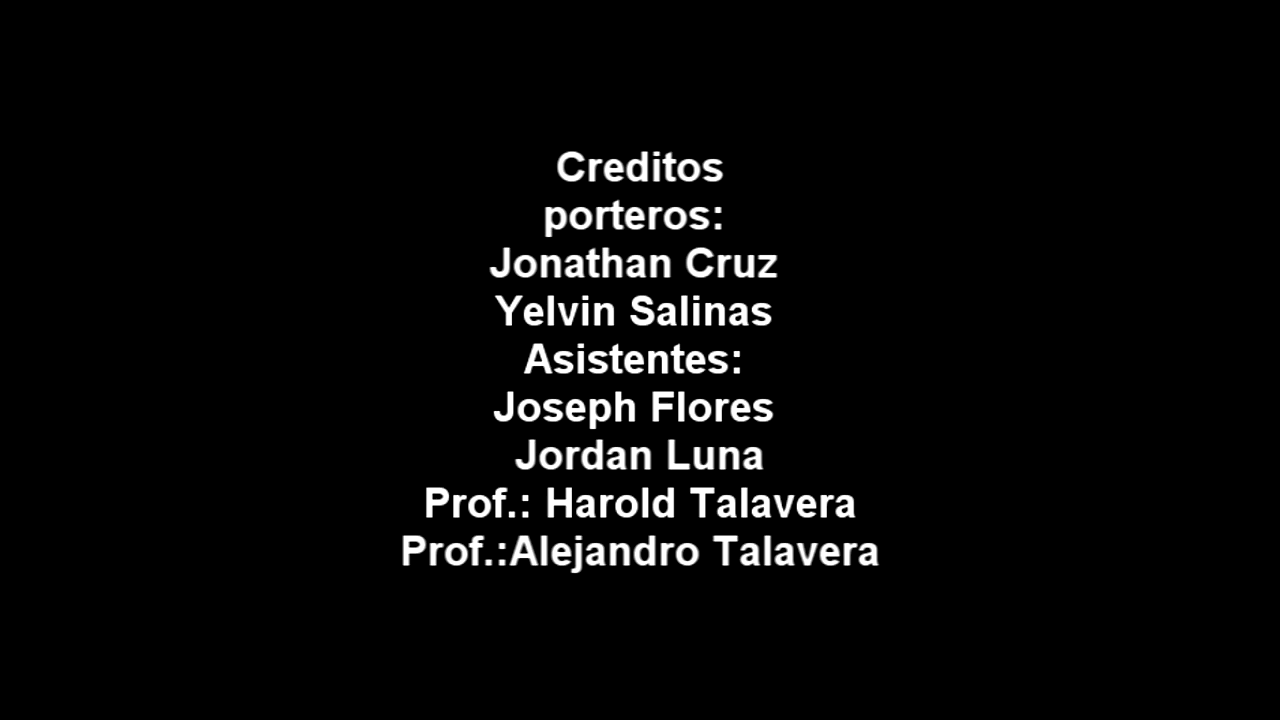 Creditos
porteros:
Jonathan Cruz
Yelvin Salinas
Asistentes:
Joseph Flores
Jordan Luna
Prof.: Harold Talavera
Prof.:Alejandro Talavera